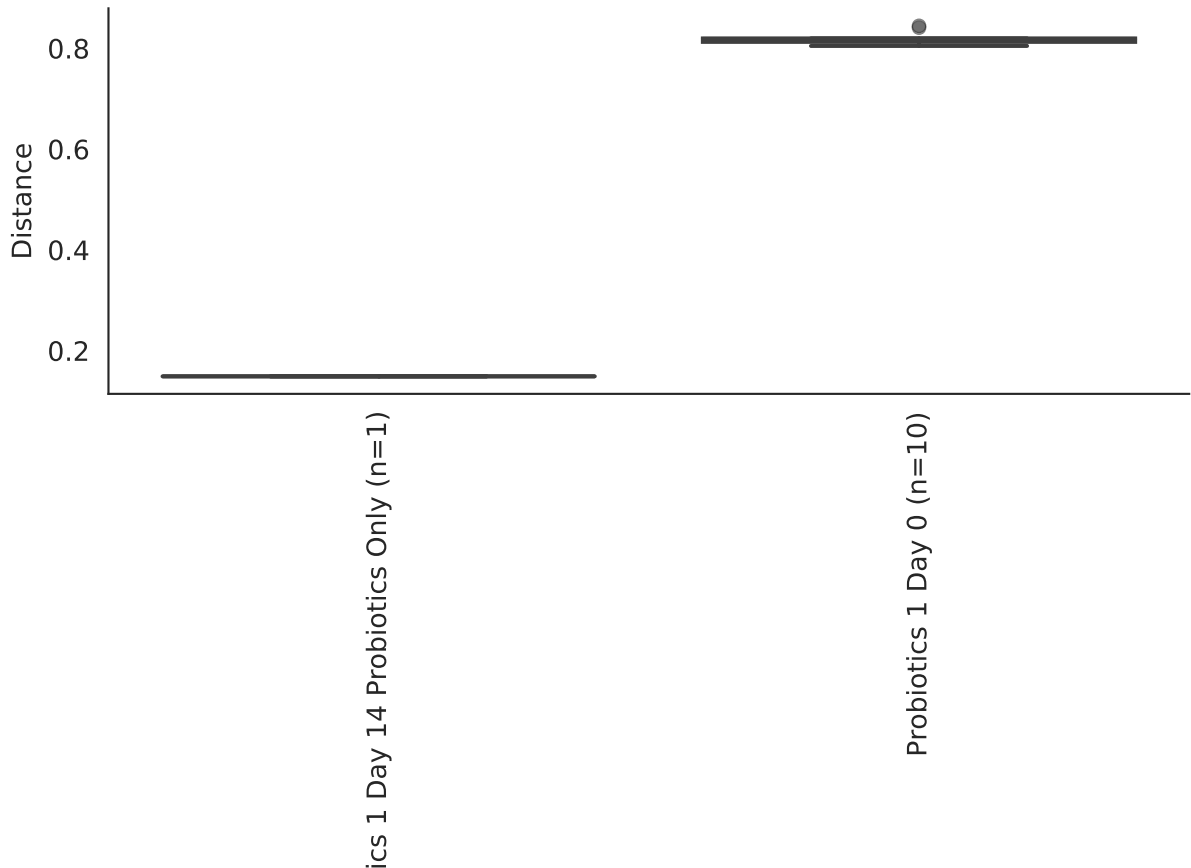 Distance
0.8
0.6
0.4
0.2
ics 1 Day 14 Probiotics Only (n=1)
Probiotics 1 Day 0 (n=10)